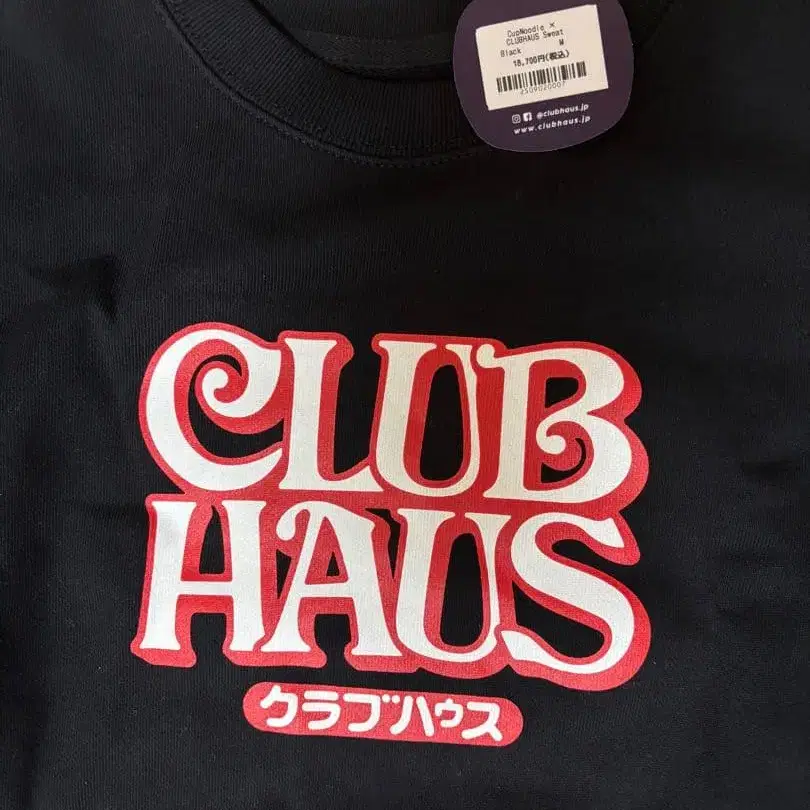 CupNoodle ×
CLUBHAUS Sweat
Black M
18,700円(税込)
2509020007
@clubhaus.jp
www.clubhaus.jp
CLUB
HAUS
クラブハウス